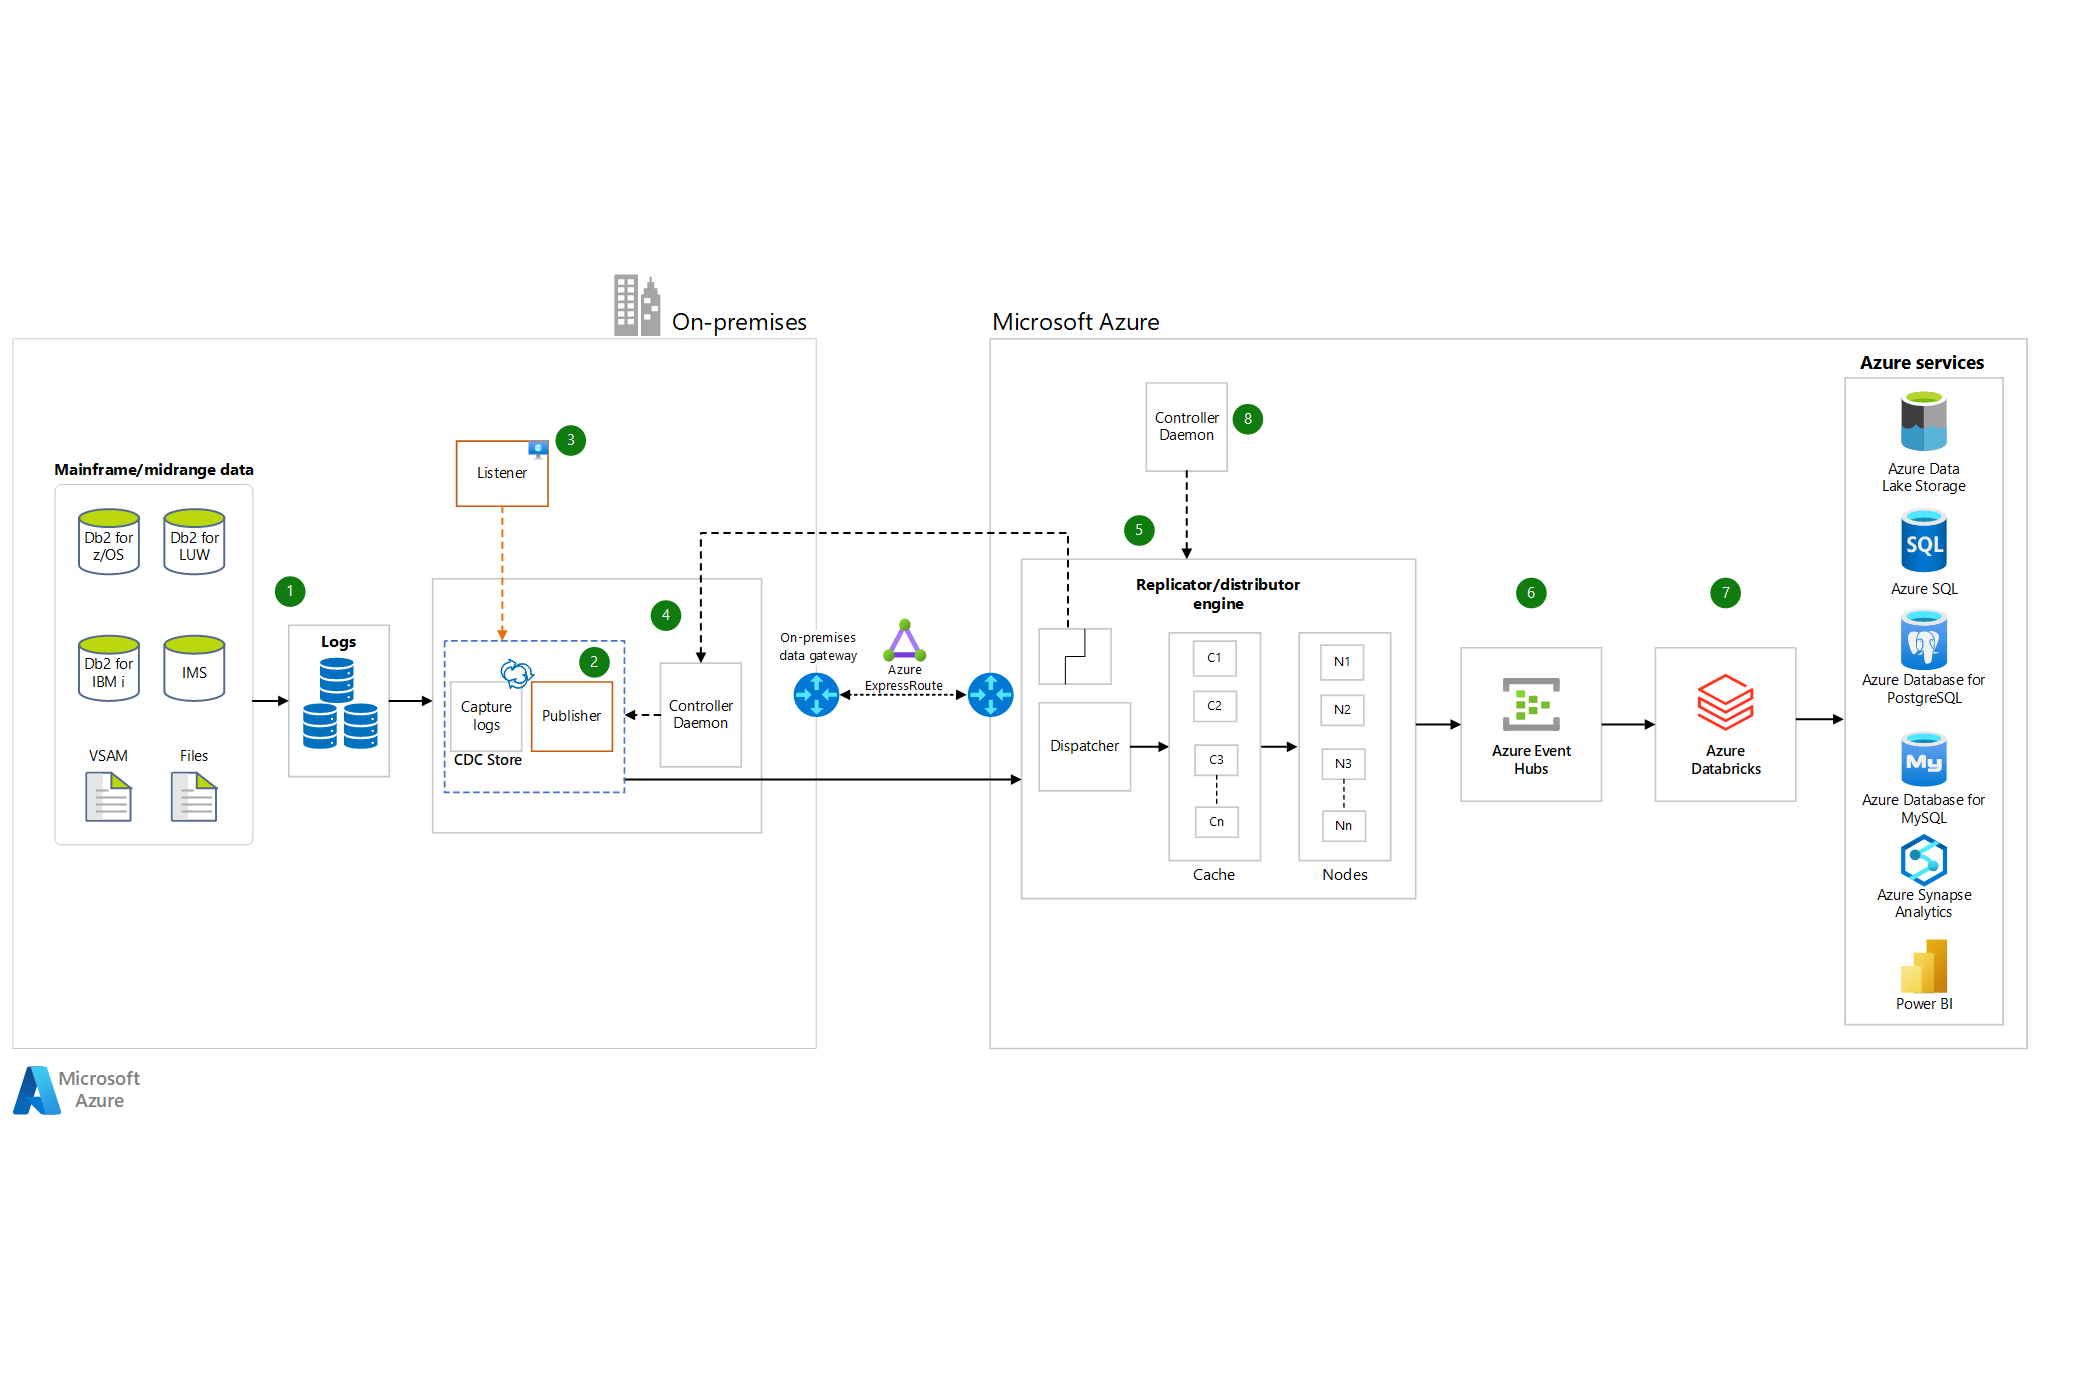 On-premises
Microsoft Azure
Mainframe/midrange data
Db2 for
z/OS
Db2 for
LUW
Db2 for
IBM i
IMS
VSAM
Files
1
Logs
Listener
3
2
Capture
logs
Publisher
CDC Store
4
Controller
Daemon
On-premises
data gateway
Azure
ExpressRoute
Controller
Daemon
8
5
Replicator/distributor
engine
Dispatcher
C1
C2
C3
Cn
Cache
N1
N2
N3
Nn
Nodes
6
Azure Event
Hubs
7
Azure
Databricks
Azure services
Azure Data
Lake Storage
SQL
Azure SQL
Azure Database for
PostgreSQL
My
Azure Database for
MySQL
Azure Synapse
Analytics
Power BI
Microsoft
Azure